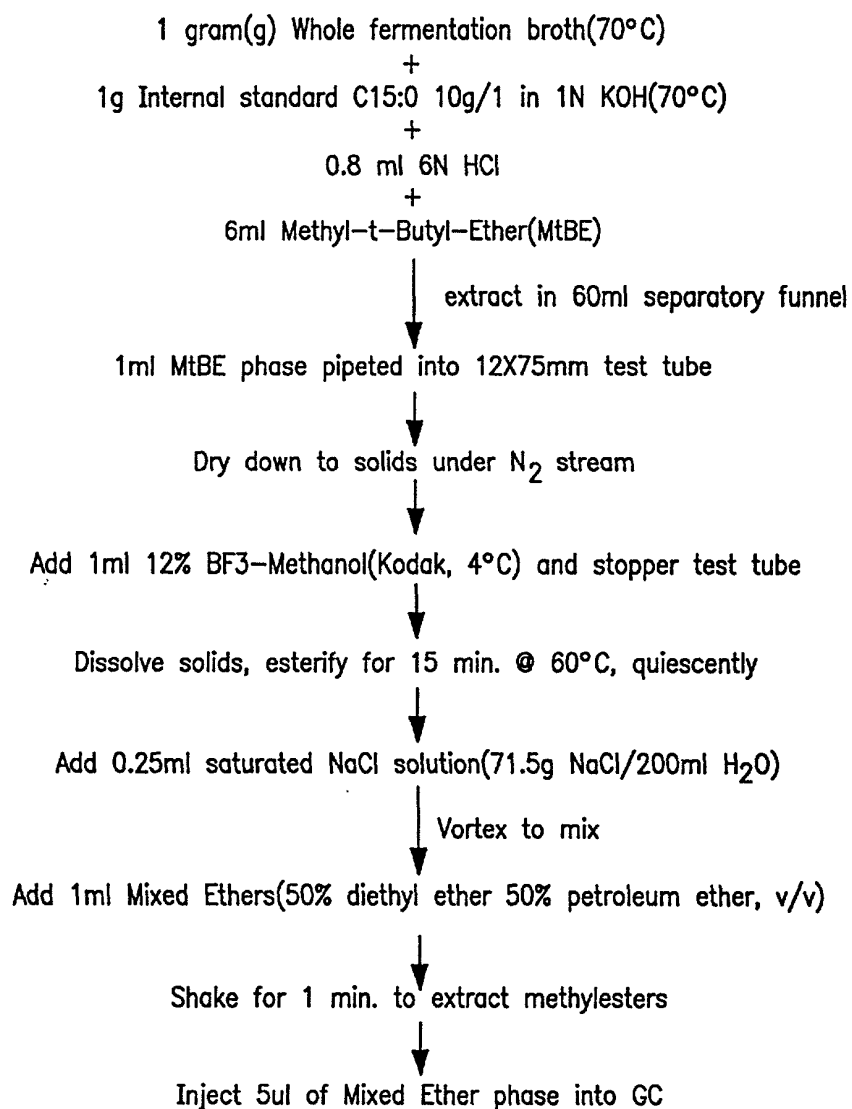 1 gram(g) Whole fermentation broth(70°C)
+
1g Internal standard C15:0 10g/1 in 1N KOH(70°C)
+
0.8 ml 6N HCl
+
6ml Methyl-t-Butyl-Ether(MtBE)
extract in 60ml separatory funnel
1ml MtBE phase pipeted into 12X75mm test tube
Dry down to solids under N2 stream
Add 1ml 12% BF3-Methanol(Kodak, 4°C) and stopper test tube
Dissolve solids, esterify for 15 min. @ 60°C, quiescently
Add 0.25ml saturated NaCl solution(71.5g NaCl/200ml H2O)
Vortex to mix
Add 1ml Mixed Ethers(50% diethyl ether 50% petroleum ether, v/v)
Shake for 1 min. to extract methylesters
Inject 5ul of Mixed Ether phase into GC